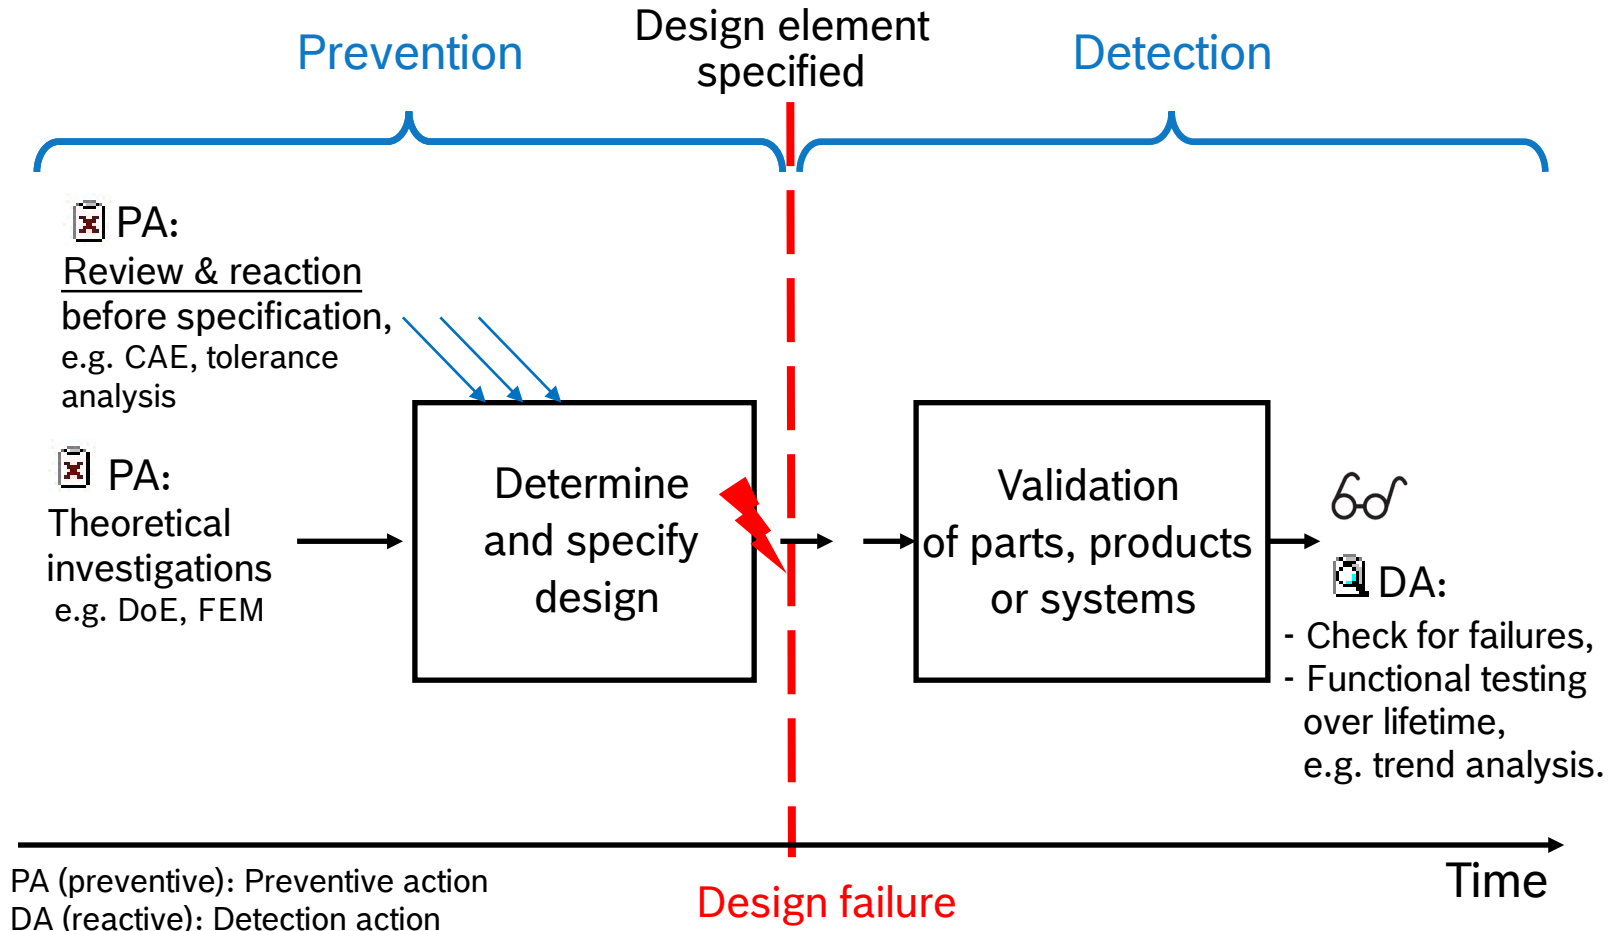 Prevention
Design element
specified
Detection
PA:
Review & reaction
before specification,
e.g. CAE, tolerance
analysis
PA:
Theoretical
investigations
e.g. DoE, FEM
Determine
and specify
design
Validation
of parts, products
or systems
DA:
- Check for failures,
- Functional testing
over lifetime,
e.g. trend analysis.
Time
PA (preventive): Preventive action
DA (reactive): Detection action
Design failure